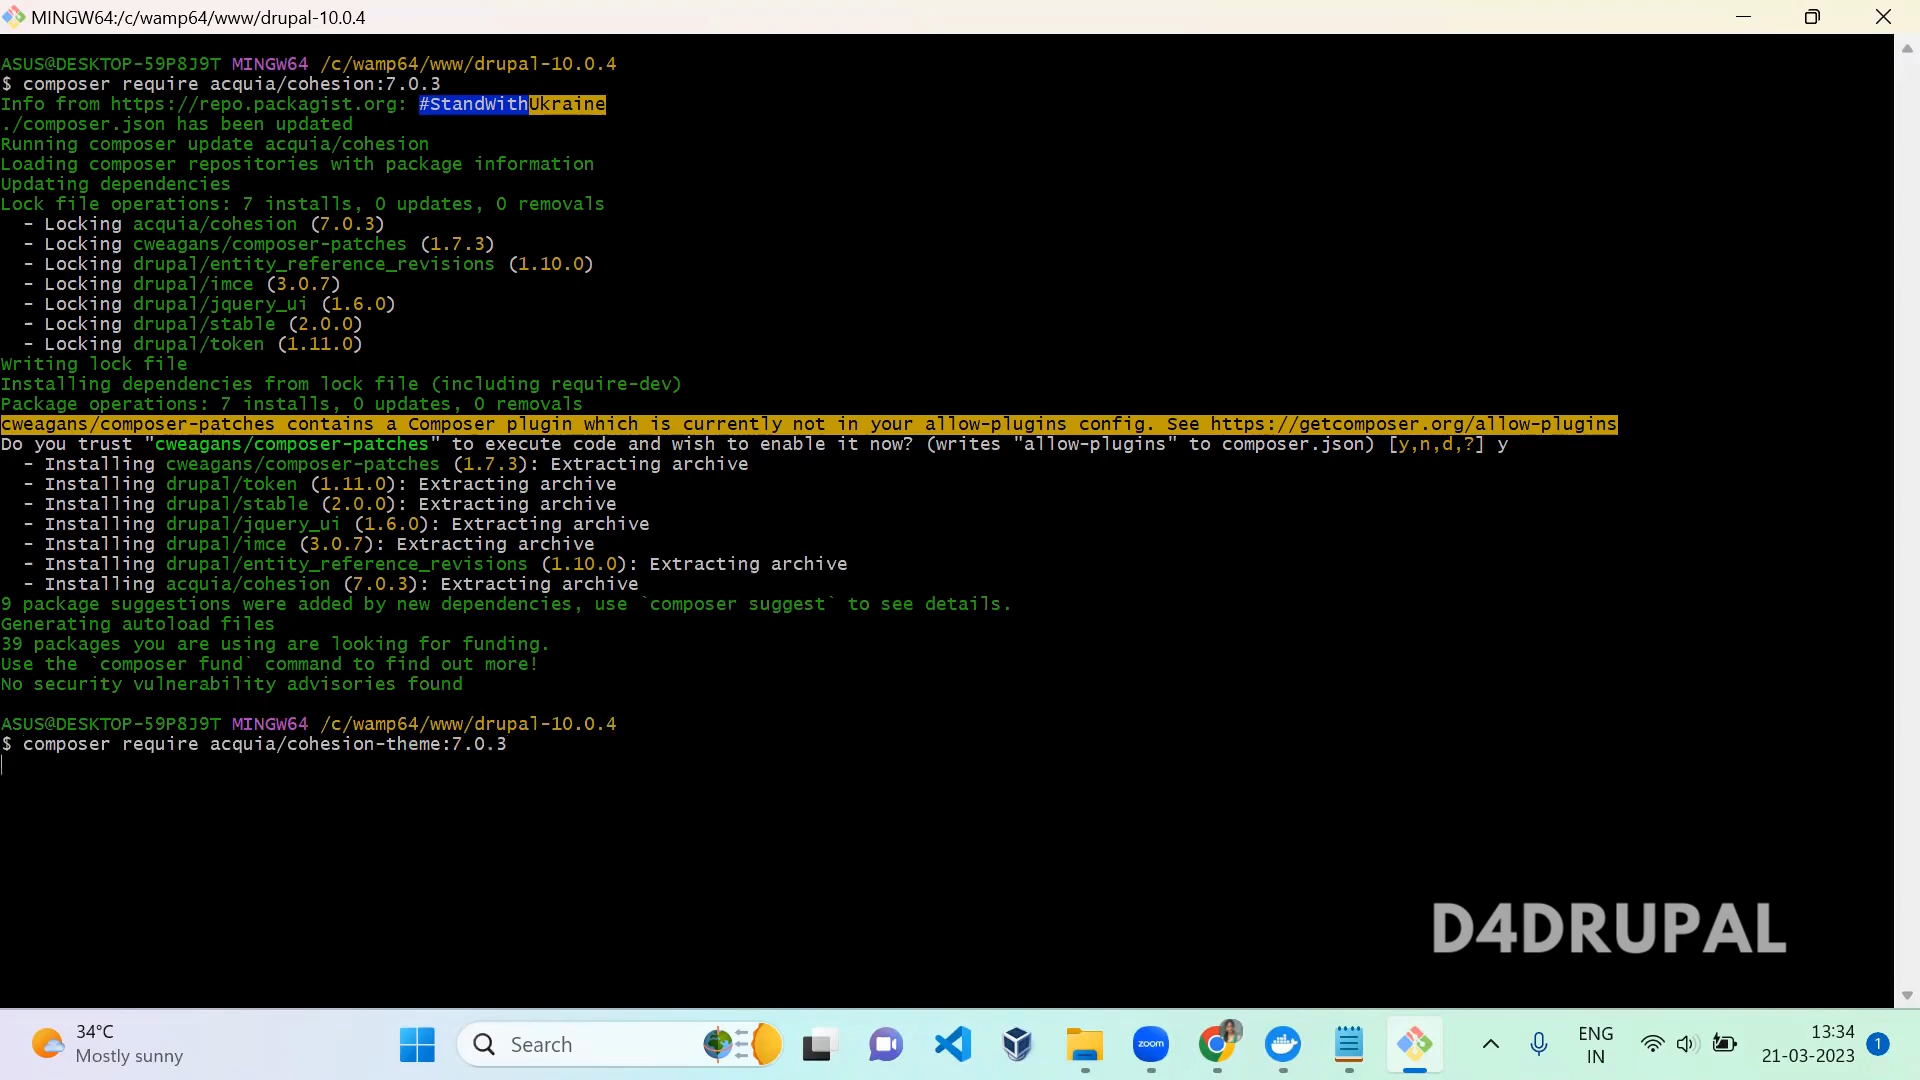 MINGW64:/c/wamp64/www/drupal-10.0.4
ASUS@DESKTOP-59P8J9T MINGW64 /c/wamp64/www/drupal-10.0.4
$ composer require acquia/cohesion:7.0.3
Info from https://repo.packagist.org: #StandWithUkraine
./composer.json has been updated
Running composer update acquia/cohesion
Loading composer repositories with package information
Updating dependencies
Lock file operations: 7 installs, 0 updates, 0 removals
- Locking acquia/cohesion (7.0.3)
- Locking cweagans/composer-patches (1.7.3)
- Locking drupal/entity_reference_revisions (1.10.0)
- Locking drupal/imce (3.0.7)
- Locking drupal/jquery_ui (1.6.0)
- Locking drupal/stable (2.0.0)
- Locking drupal/token (1.11.0)
Writing lock file
Installing dependencies from lock file (including require-dev)
Package operations: 7 installs, 0 updates, 0 removals
cweagans/composer-patches contains a Composer plugin which is currently not in your allow-plugins config. See https://getcomposer.org/allow-plugins
Do you trust "cweagans/composer-patches" to execute code and wish to enable it now? (writes "allow-plugins" to composer.json) [y,n,d,?] y
- Installing cweagans/composer-patches (1.7.3): Extracting archive
- Installing drupal/token (1.11.0): Extracting archive
- Installing drupal/stable (2.0.0): Extracting archive
- Installing drupal/jquery_ui (1.6.0): Extracting archive
- Installing drupal/imce (3.0.7): Extracting archive
- Installing drupal/entity_reference_revisions (1.10.0): Extracting archive
- Installing acquia/cohesion (7.0.3): Extracting archive
9 package suggestions were added by new dependencies, use `composer suggest` to see details.
Generating autoload files
39 packages you are using are looking for funding.
Use the `composer fund` command to find out more!
No security vulnerability advisories found
ASUS@DESKTOP-59P8J9T MINGW64 /c/wamp64/www/drupal-10.0.4
$ composer require acquia/cohesion-theme:7.0.3
D4DRUPAL
34°C
Mostly sunny
Search
zoom
ENG
IN
13:34
21-03-2023
1